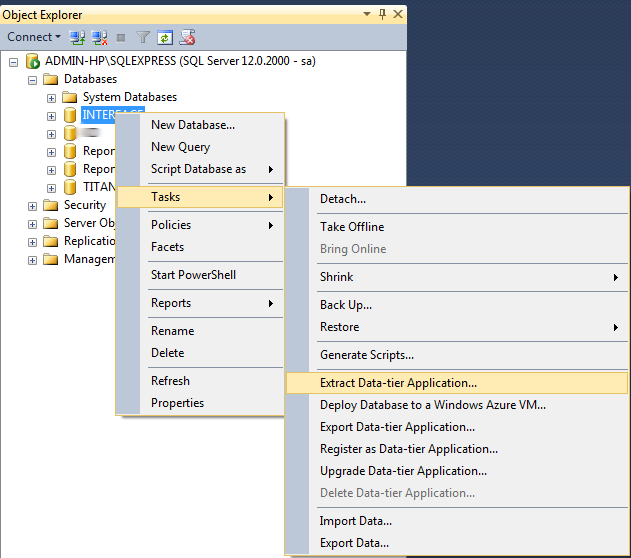 Object Explorer
Connect
ADMIN-HP\SQLEXPRESS (SQL Server 12.0.2000 - sa)
Databases
System Databases
INTERFACE
Repor
Repor
TITAN
Security
Server Ob
Replicatio
Managem
New Database...
New Query
Script Database as
Tasks
Policies
Facets
Start PowerShell
Reports
Rename
Delete
Refresh
Properties
Detach...
Take Offline
Bring Online
Shrink
Back Up...
Restore
Generate Scripts...
Extract Data-tier Application...
Deploy Database to a Windows Azure VM...
Export Data-tier Application...
Register as Data-tier Application...
Upgrade Data-tier Application...
Delete Data-tier Application...
Import Data...
Export Data...